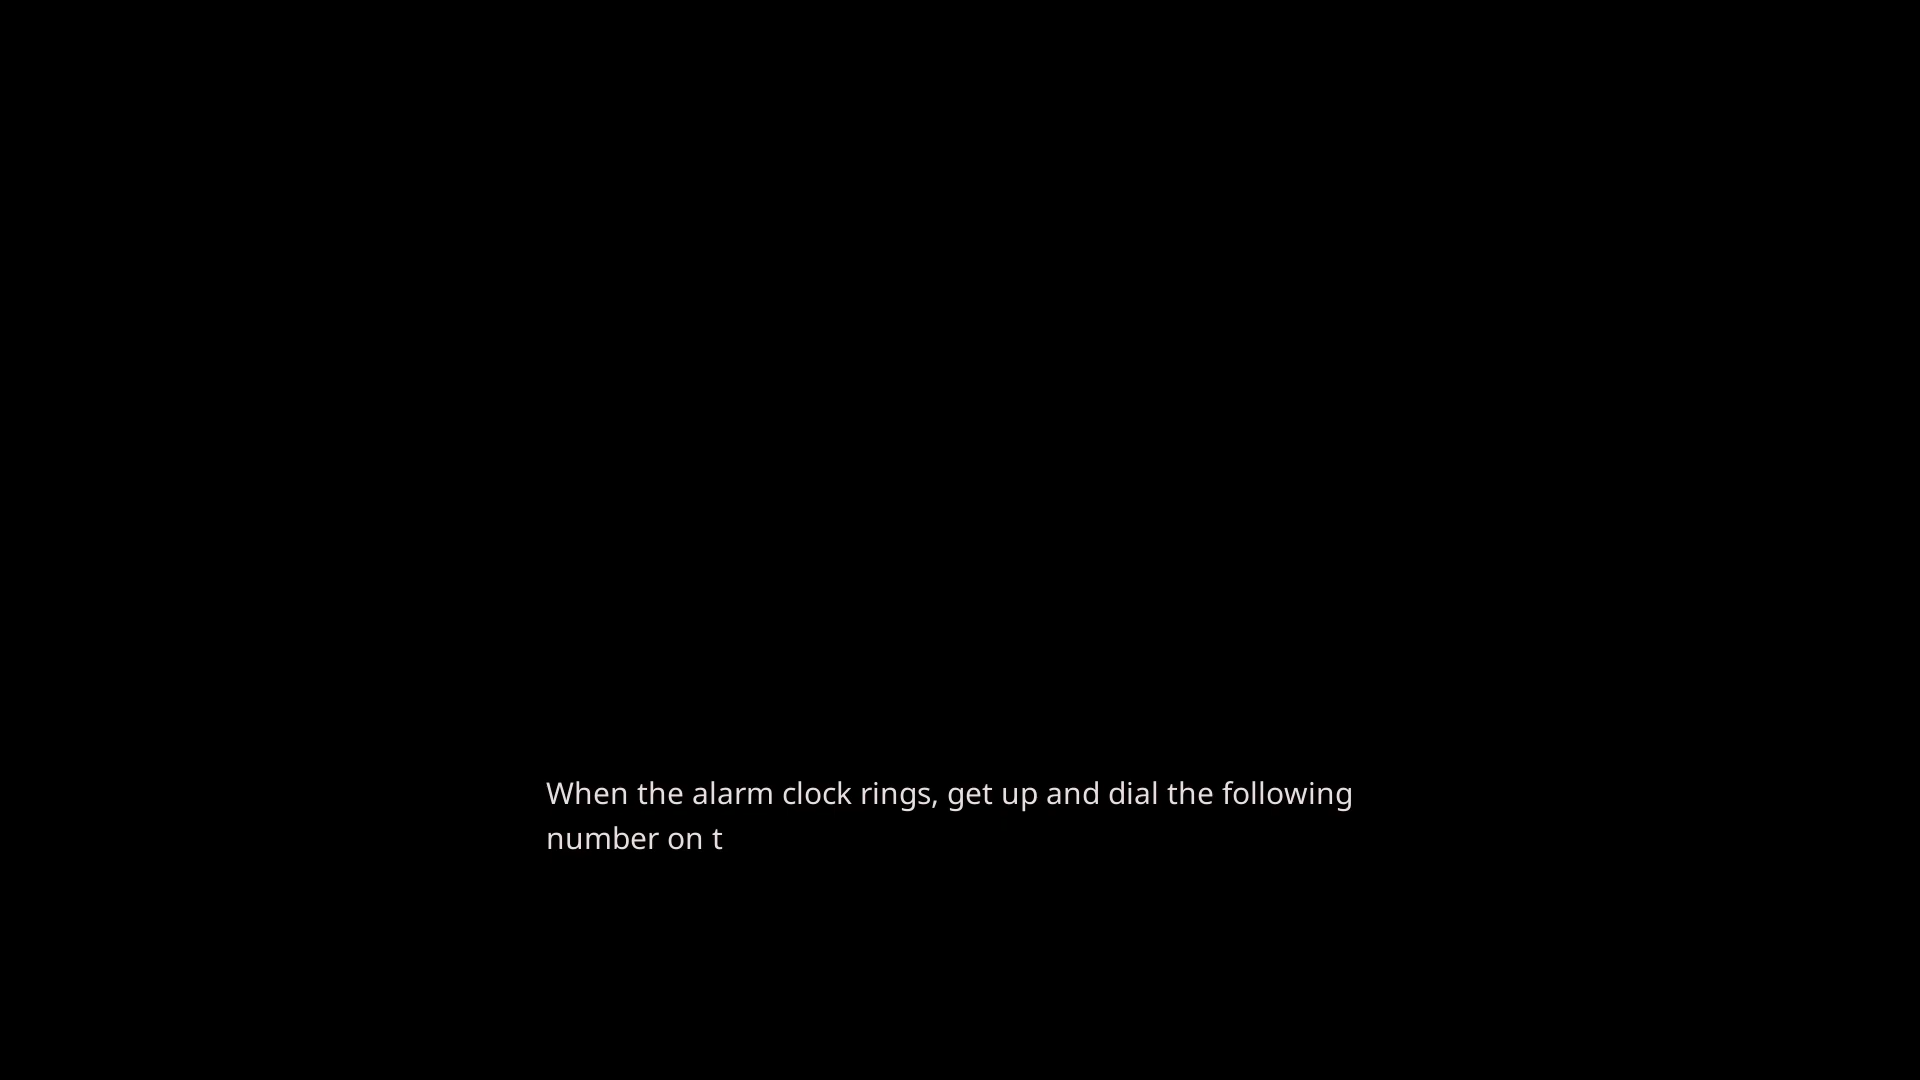 When the alarm clock rings, get up and dial the following
number on t